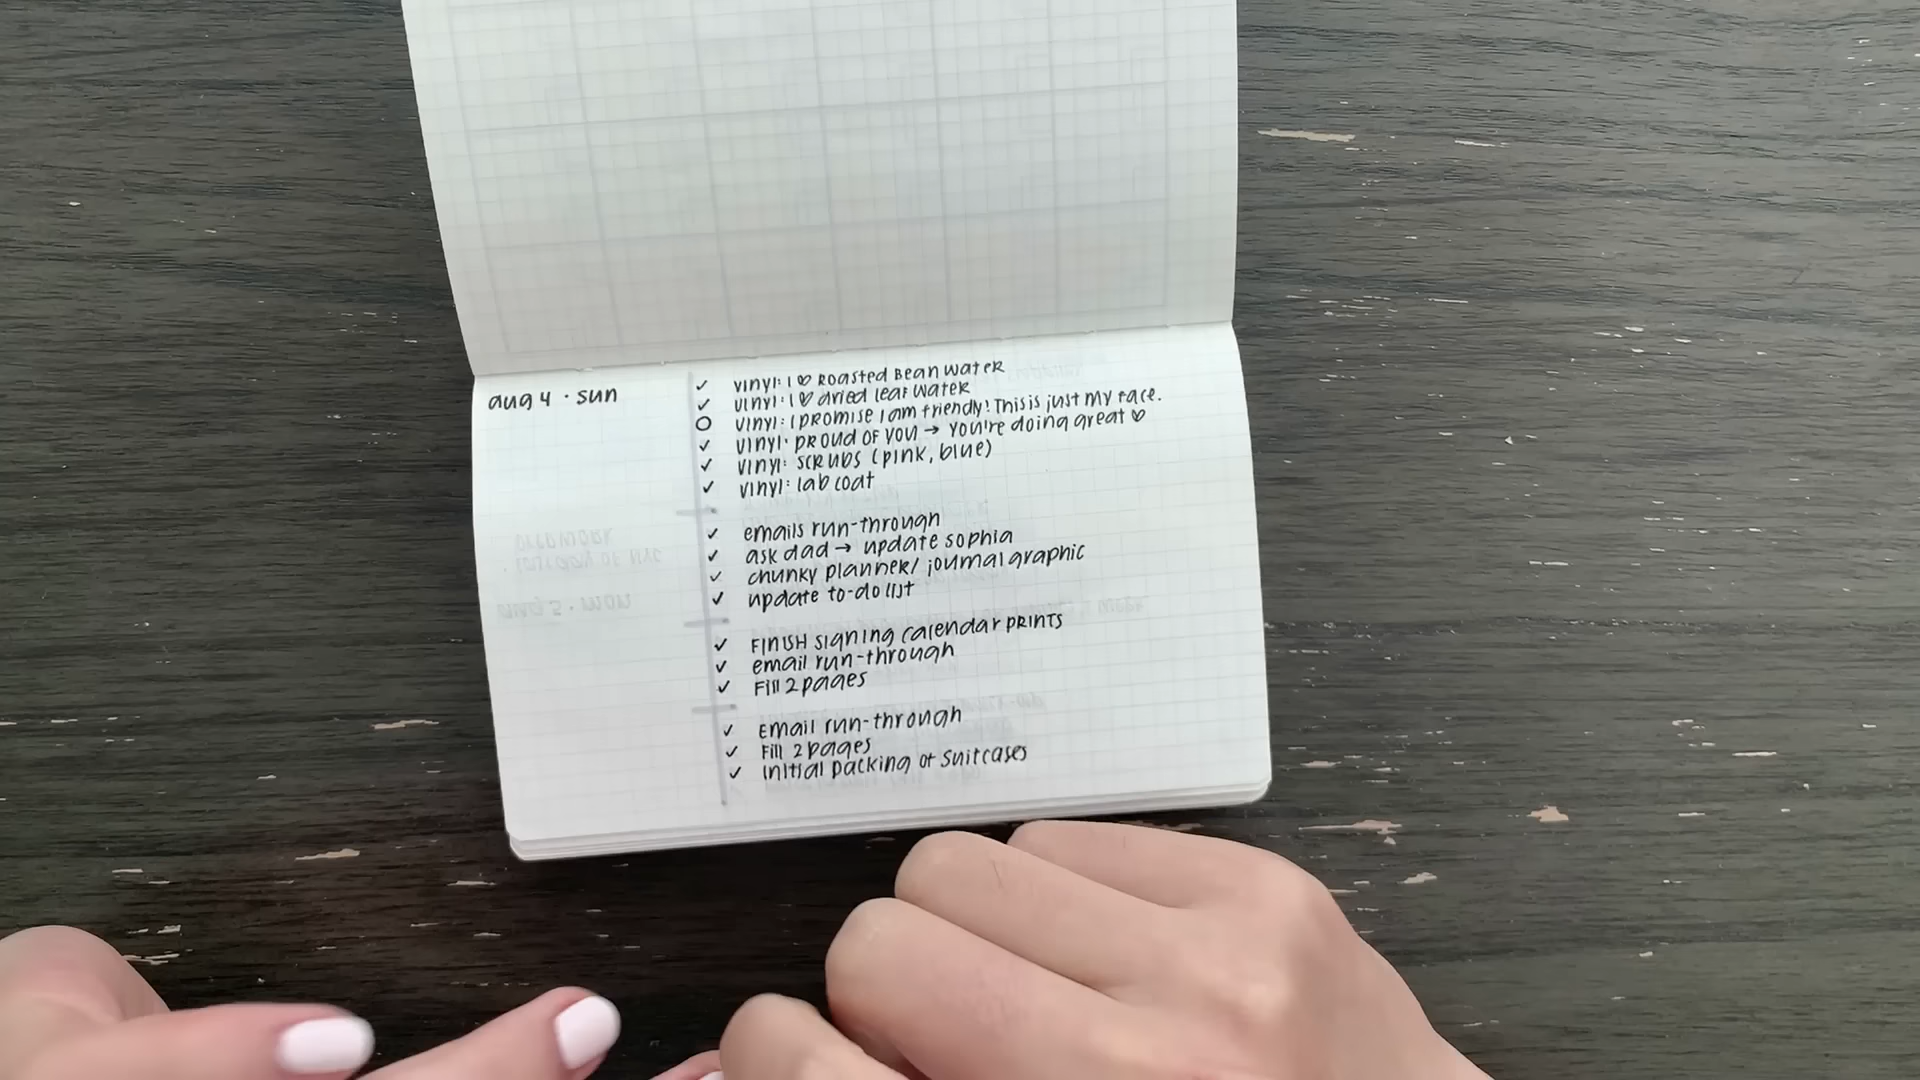 aug 4 · sun
✓ vinyl: I ♡ Roasted Bean water
✓ vinyl: I ♡ dried leaf water
O vinyl: I promise I am friendly! This is just my face.
✓ vinyl: proud of you → you're doing great ♡
✓ vinyl: scrubs (pink, blue)
✓ vinyl: lab coat
✓ emails run-through
✓ ask dad → update sophia
✓ chunky planner/ journal graphic
✓ update to-do list
✓ FINISH signing calendar prints
✓ email run-through
✓ Fill 2 pages
✓ Email run-through
✓ Fill 2 pages
✓ initial packing of suitcases